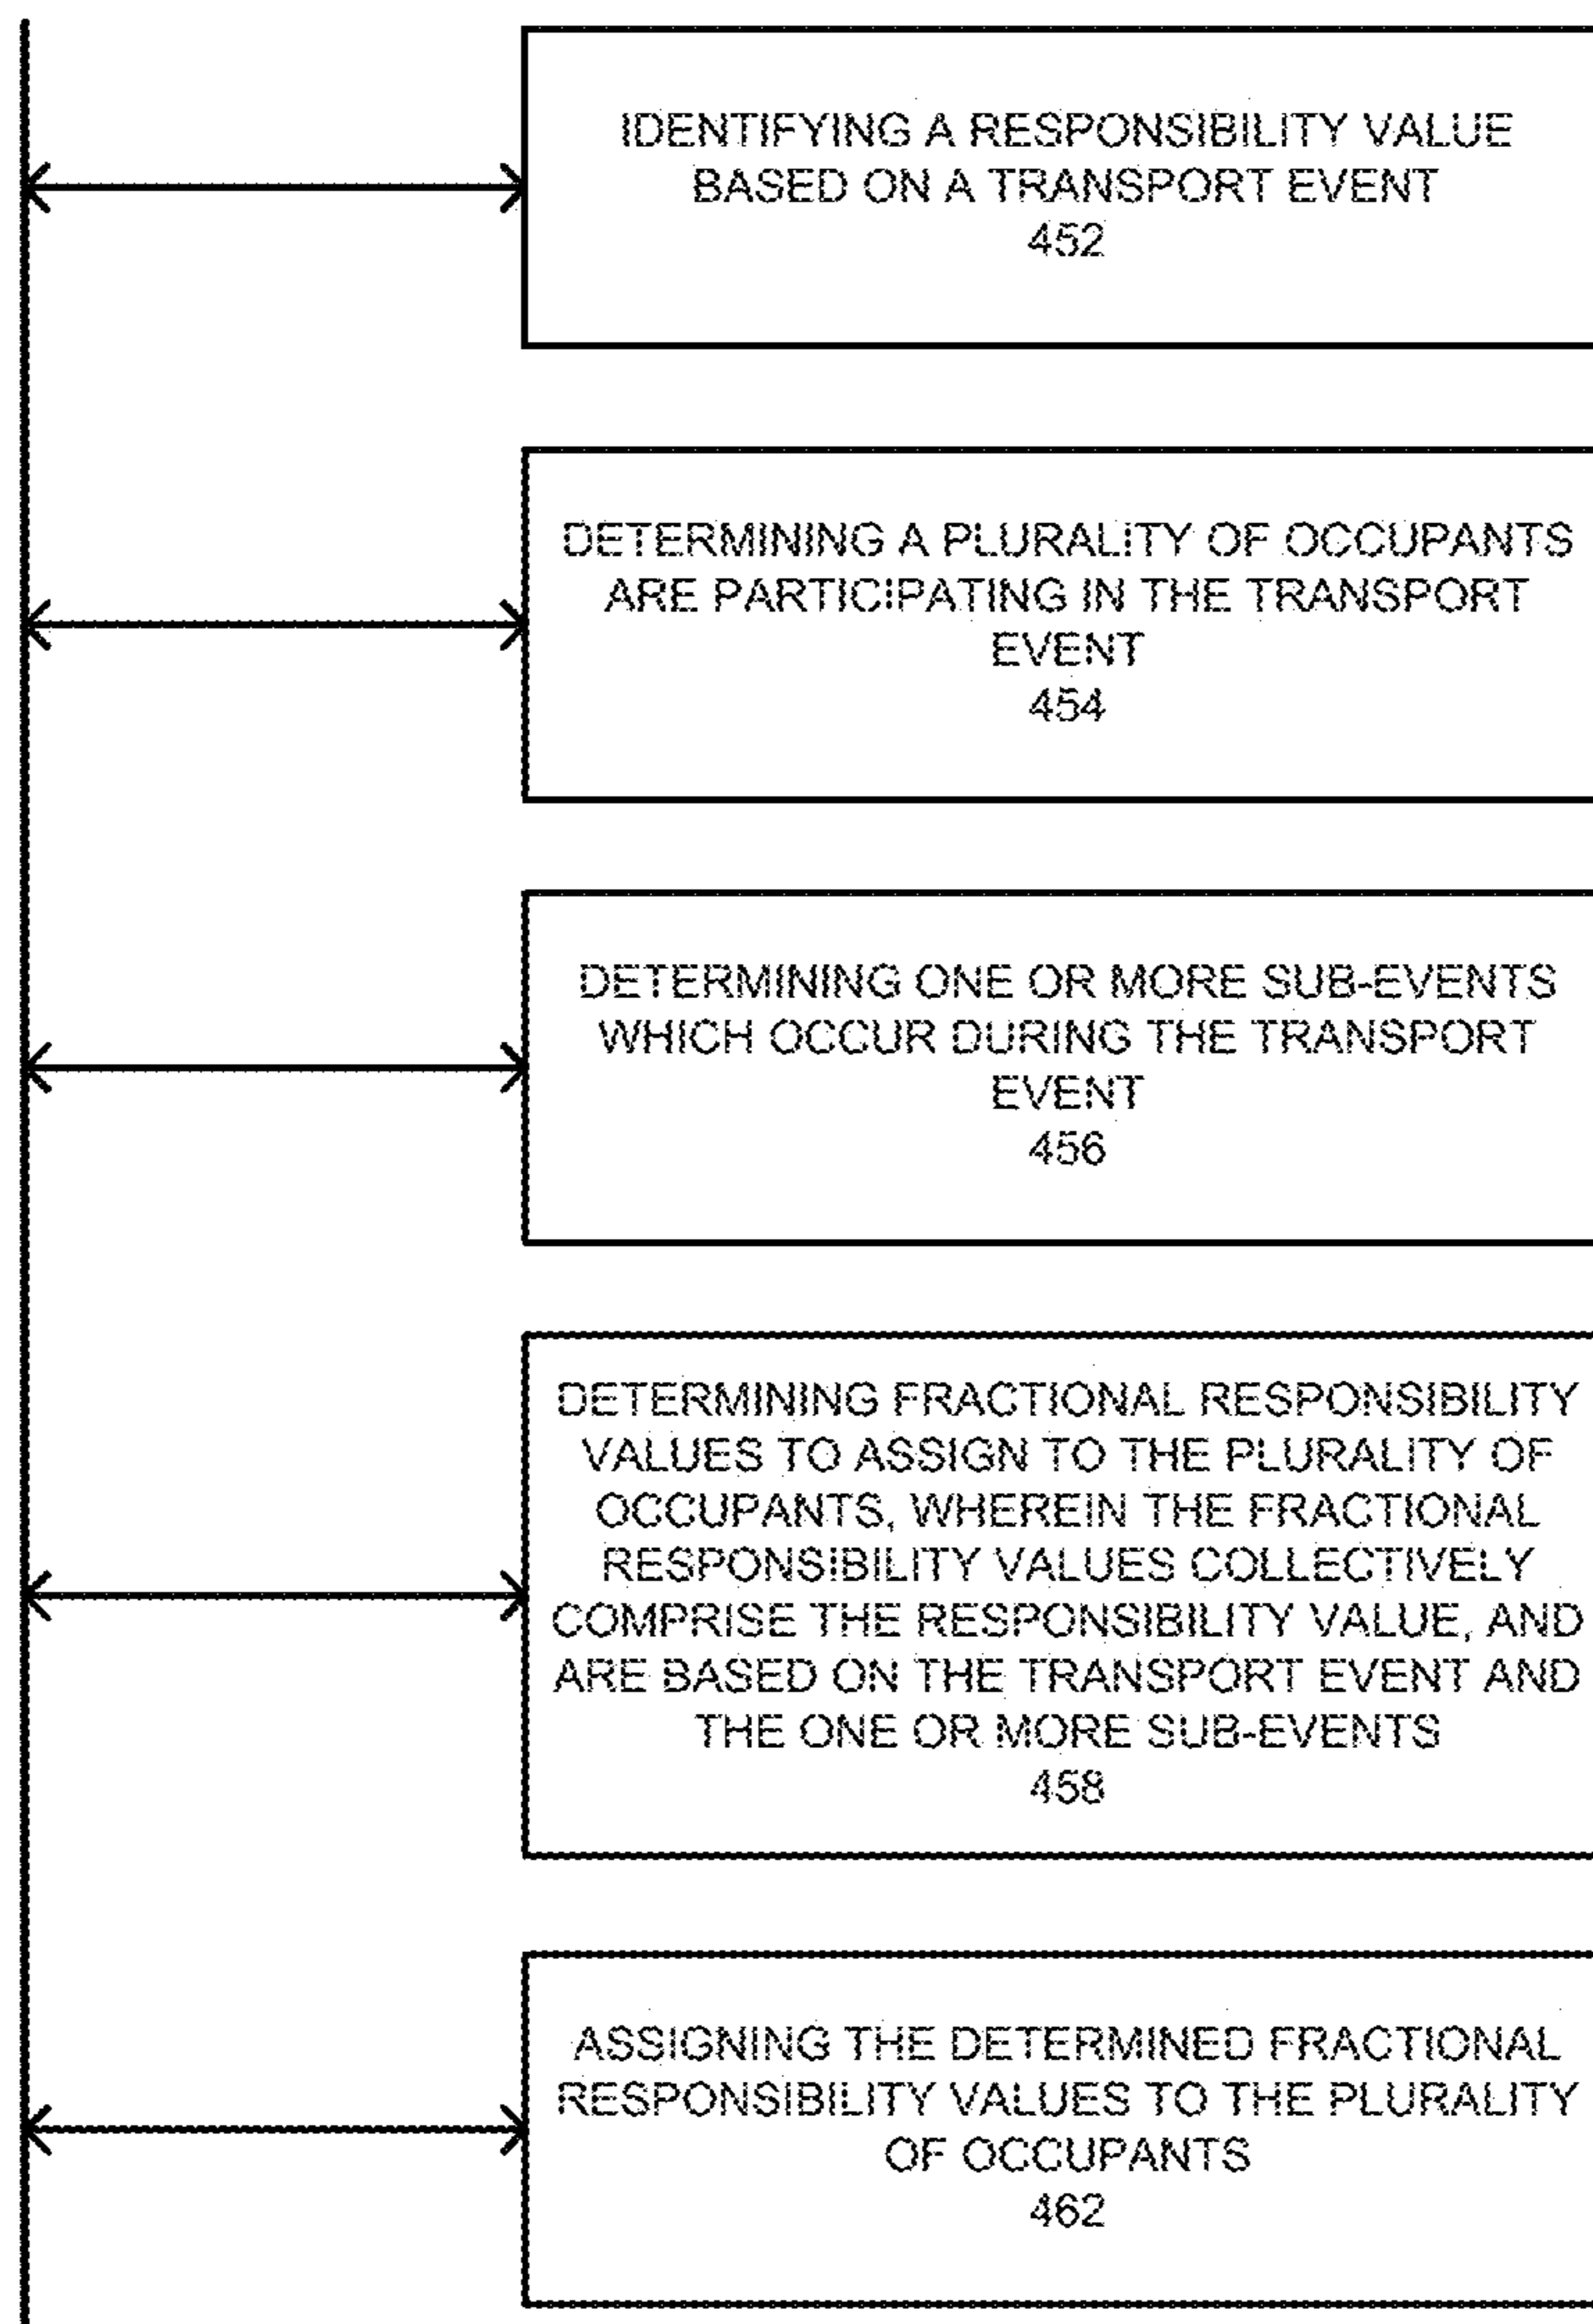 IDENTIFYING A RESPONSIBILITY VALUE
BASED ON A TRANSPORT EVENT
452
DETERMINING A PLURALITY OF OCCUPANTS
ARE PARTICIPATING IN THE TRANSPORT
EVENT
454
DETERMINING ONE OR MORE SUB-EVENTS
WHICH OCCUR DURING THE TRANSPORT
EVENT
456
DETERMINING FRACTIONAL RESPONSIBILITY
VALUES TO ASSIGN TO THE PLURALITY OF
OCCUPANTS, WHEREIN THE FRACTIONAL
RESPONSIBILITY VALUES COLLECTIVELY
COMPRISE THE RESPONSIBILITY VALUE, AND
ARE BASED ON THE TRANSPORT EVENT AND
THE ONE OR MORE SUB-EVENTS
458
ASSIGNING THE DETERMINED FRACTIONAL
RESPONSIBILITY VALUES TO THE PLURALITY
OF OCCUPANTS
462